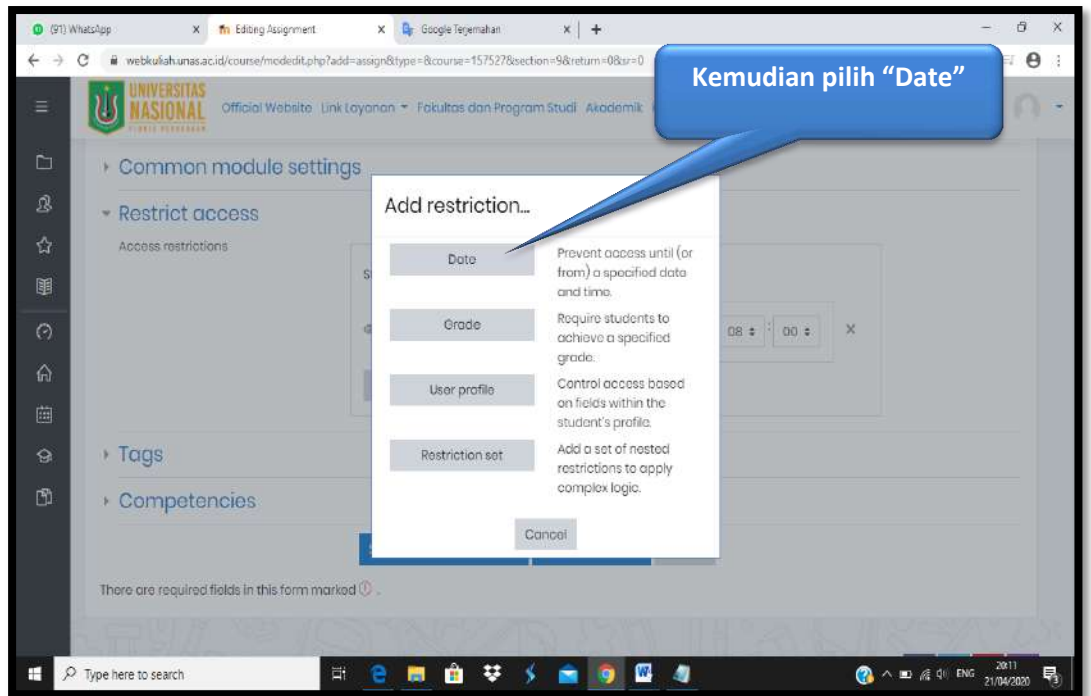 (91) WhatsApp
Editing Assignment
Google Terjemahan
webkuliah.unas.ac.id/course/modedit.php?add=assign&type=&course=157527&section=9&return=0&sr=0
Kemudian pilih “Date”
UNIVERSITAS
NASIONAL
Official Website Link Layanan Fakultas dan Program Studi Akademik
Common module settings
Restrict access
Access restrictions
08 : 00
Add restriction...
Date
Prevent access until (or
from) a specified date
and time.
Grade
Require students to
achieve a specified
grade.
User profile
Control access based
on fields within the
student's profile.
Restriction set
Add a set of nested
restrictions to apply
complex logic.
Cancel
Tags
Competencies
There are required fields in this form marked .
Type here to search
ENG
20:11
21/04/2020